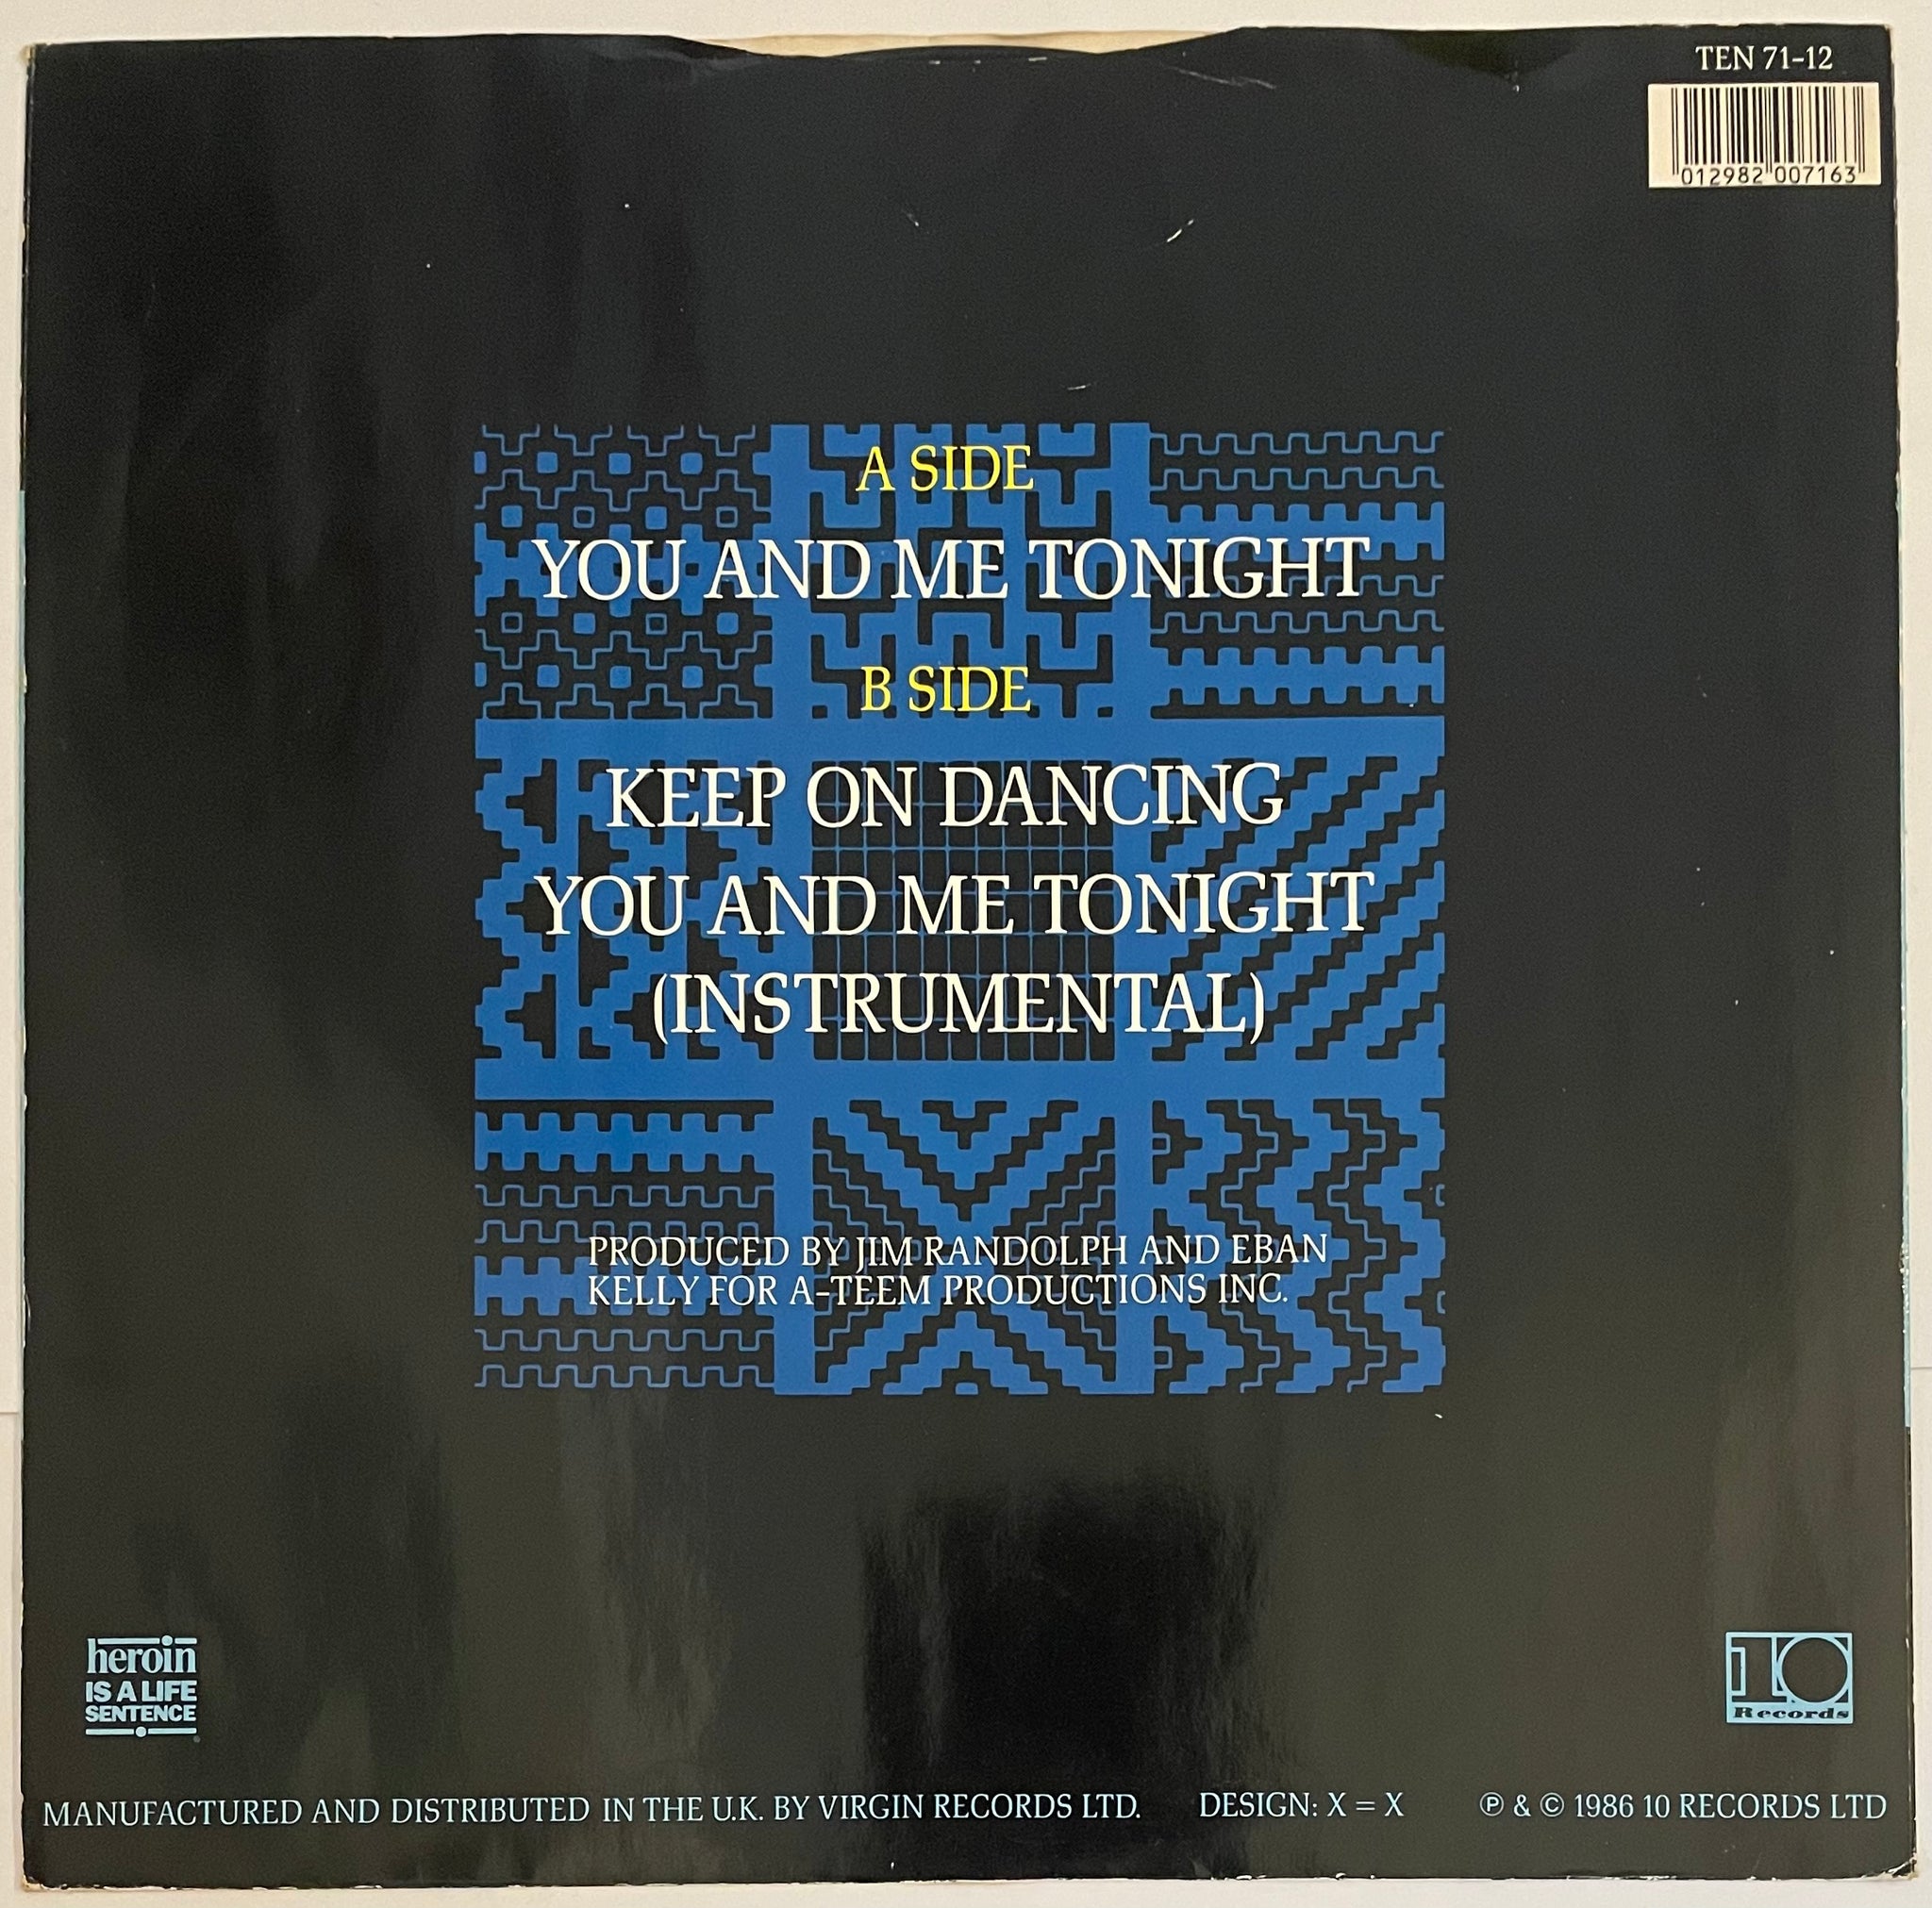 TEN 71-12
012982 007163
A SIDE
YOU AND ME TONIGHT
B SIDE
KEEP ON DANCING
YOU AND ME TONIGHT
(INSTRUMENTAL)
PRODUCED BY JIM RANDOLPH AND EBAN
KELLY FOR A-TEEM PRODUCTIONS INC.
heroin
IS A LIFE
SENTENCE
10
Records
MANUFACTURED AND DISTRIBUTED IN THE U.K. BY VIRGIN RECORDS LTD. DESIGN: X = X ℗ & © 1986 10 RECORDS LTD